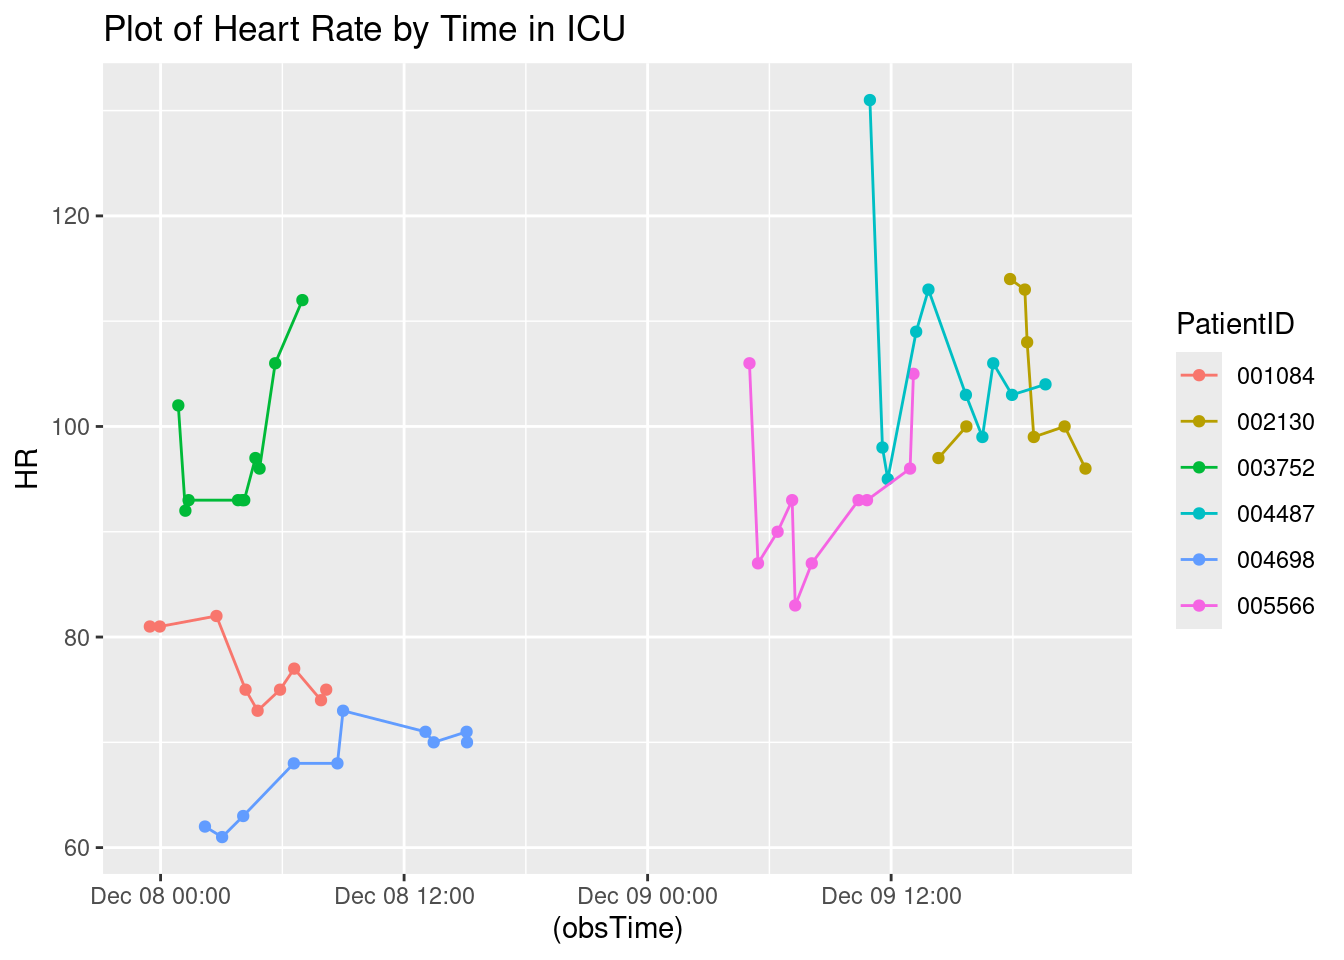 Plot of Heart Rate by Time in ICU
HR
120
100
80
60
Dec 08 00:00 Dec 08 12:00 Dec 09 00:00 Dec 09 12:00
(obsTime)
PatientID
001084
002130
003752
004487
004698
005566